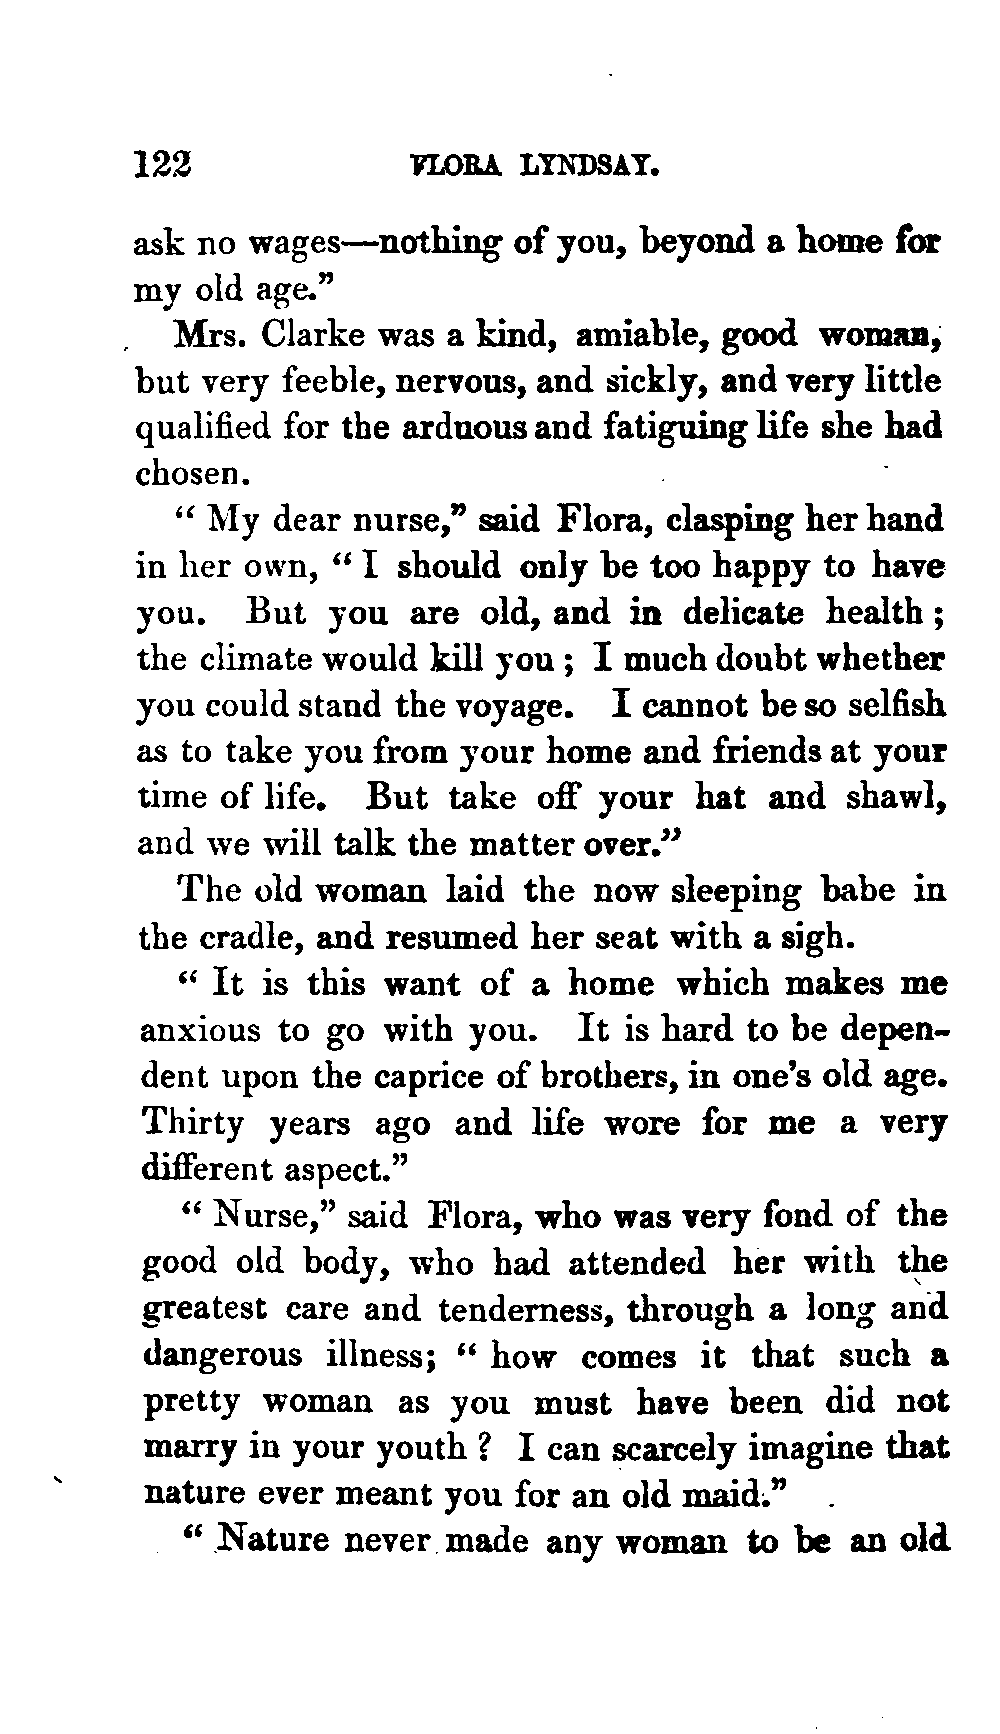 122 FLORA LYNDSAY.
ask no wages—nothing of you, beyond a home for
my old age.”
Mrs. Clarke was a kind, amiable, good woman,
but very feeble, nervous, and sickly, and very little
qualified for the arduous and fatiguing life she had
chosen.
“ My dear nurse,” said Flora, clasping her hand
in her own, “ I should only be too happy to have
you. But you are old, and in delicate health ;
the climate would kill you ; I much doubt whether
you could stand the voyage. I cannot be so selfish
as to take you from your home and friends at your
time of life. But take off your hat and shawl,
and we will talk the matter over.”
The old woman laid the now sleeping babe in
the cradle, and resumed her seat with a sigh.
“ It is this want of a home which makes me
anxious to go with you. It is hard to be depen-
dent upon the caprice of brothers, in one’s old age.
Thirty years ago and life wore for me a very
different aspect.”
“ Nurse,” said Flora, who was very fond of the
good old body, who had attended her with the
greatest care and tenderness, through a long and
dangerous illness; “ how comes it that such a
pretty woman as you must have been did not
marry in your youth ? I can scarcely imagine that
nature ever meant you for an old maid.”
“ Nature never made any woman to be an old